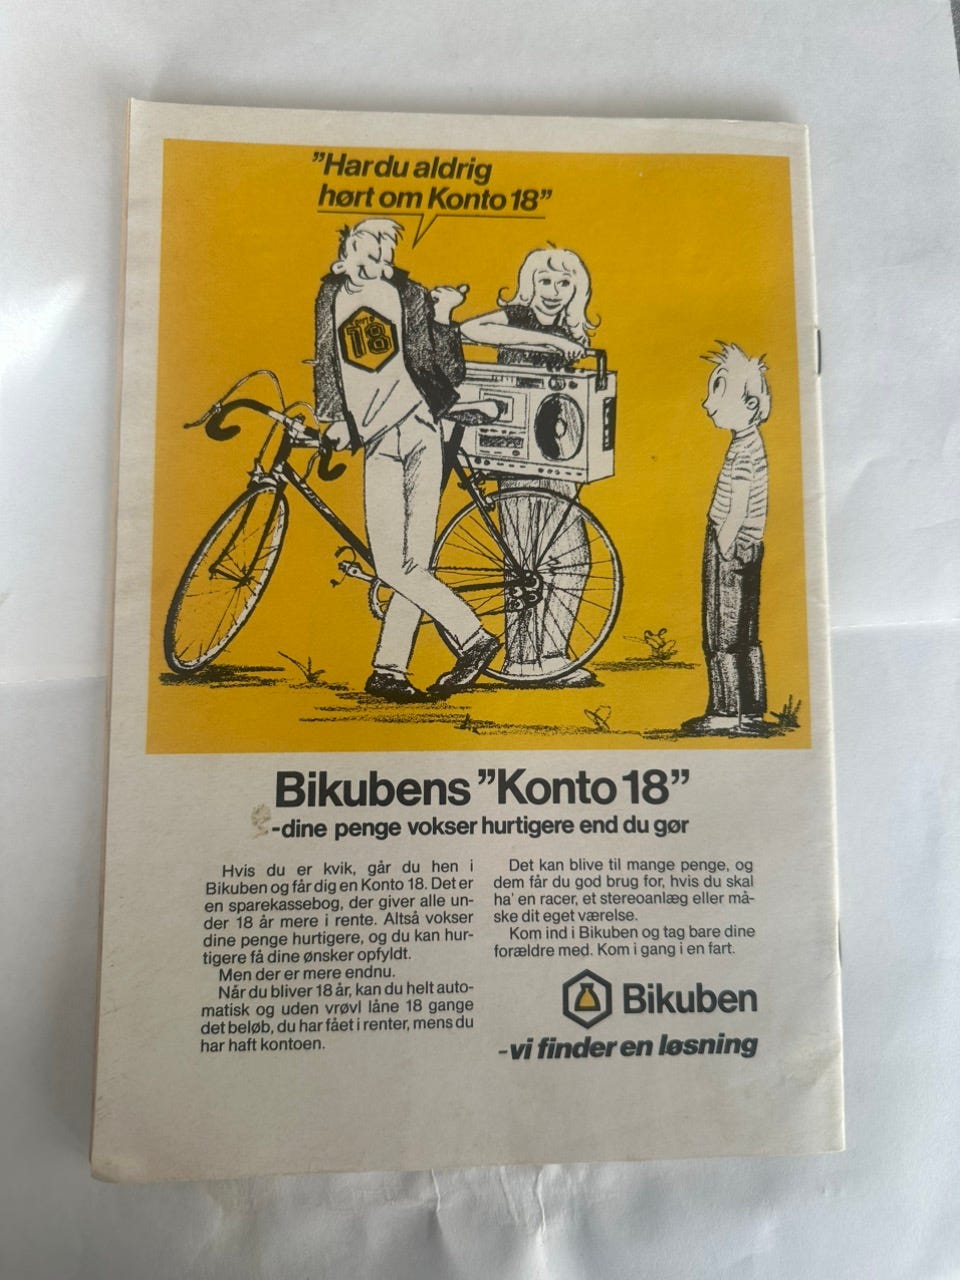 "Har du aldrig
hørt om Konto 18"
18
Bikubens "Konto 18"
-dine penge vokser hurtigere end du gør
Hvis du er kvik, går du hen i
Bikuben og får dig en Konto 18. Det er
en sparekassebog, der giver alle un-
der 18 år mere i rente. Altså vokser
dine penge hurtigere, og du kan hur-
tigere få dine ønsker opfyldt.
Men der er mere endnu.
Når du bliver 18 år, kan du helt auto-
matisk og uden vrøvl låne 18 gange
det beløb, du har fået i renter, mens du
har haft kontoen.
Det kan blive til mange penge, og
dem får du god brug for, hvis du skal
ha' en racer, et stereoanlæg eller må-
ske dit eget værelse.
Kom ind i Bikuben og tag bare dine
forældre med. Kom i gang i en fart.
Bikuben
-vi finder en løsning